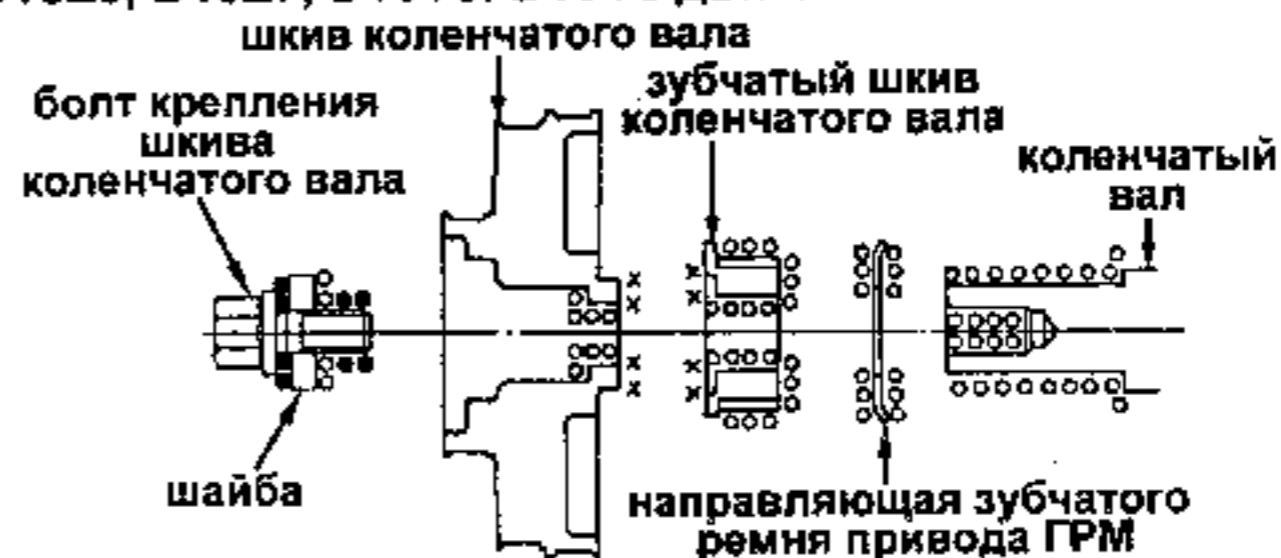 шкив коленчатого вала
зубчатый шкив
коленчатого вала
болт крепления
шкива
коленчатого вала
коленчатый
вал
шайба
направляющая зубчатого
ремня привода ГРМ